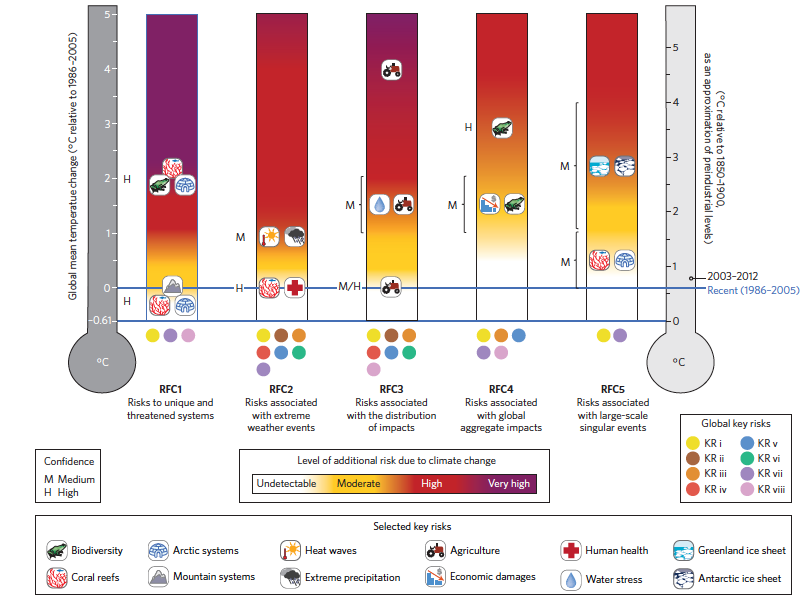 Global mean temperature change (°C relative to 1986–2005)
5
4
3
2
1
0
–0.61
°C
H
H
M
H
M
M/H
H
M
M
M
5
4
3
2
1
0
°C
(°C relative to 1850–1900,
as an approximation of preindustrial levels)
2003–2012
Recent (1986–2005)
RFC1
Risks to unique and
threatened systems
RFC2
Risks associated
with extreme
weather events
RFC3
Risks associated
with the distribution
of impacts
RFC4
Risks associated
with global
aggregate impacts
RFC5
Risks associated
with large-scale
singular events
Global key risks
KR i KR v
KR ii KR vi
KR iii KR vii
KR iv KR viii
Confidence
M Medium
H High
Level of additional risk due to climate change
Undetectable Moderate High Very high
Selected key risks
Biodiversity Arctic systems Heat waves Agriculture Human health Greenland ice sheet
Coral reefs Mountain systems Extreme precipitation Economic damages Water stress Antarctic ice sheet